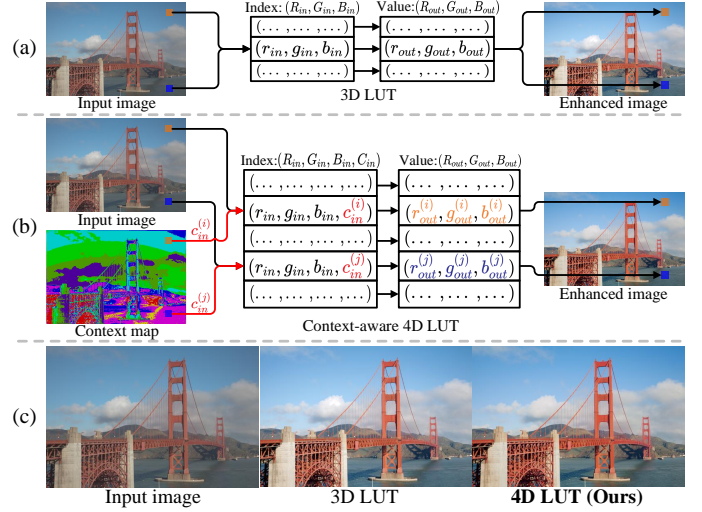 (a)
Index:(R_in, G_in, B_in) Value:(R_out, G_out, B_out)
(... , ... , ...) (... , ... , ...)
(r_in, g_in, b_in) (r_out, g_out, b_out)
(... , ... , ...) (... , ... , ...)
Input image 3D LUT Enhanced image
(b)
Index:(R_in, G_in, B_in, C_in) Value:(R_out, G_out, B_out)
(... , ... , ... , ...) (... , ... , ...)
(r_in, g_in, b_in, c_in^(i)) (r_out^(i), g_out^(i), b_out^(i))
(... , ... , ... , ...) (... , ... , ...)
(r_in, g_in, b_in, c_in^(j)) (r_out^(j), g_out^(j), b_out^(j))
(... , ... , ... , ...) (... , ... , ...)
Input image
c_in^(i)
c_in^(j)
Context map
Context-aware 4D LUT
Enhanced image
(c)
Input image 3D LUT 4D LUT (Ours)